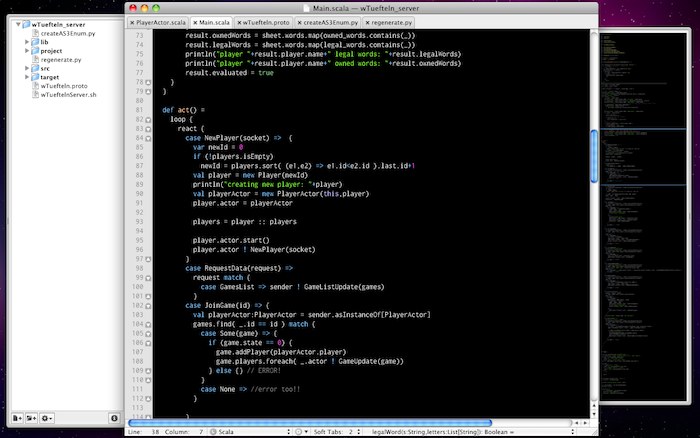 Main.scala — wTuefteln_server
wTuefteln_server
createAS3Enum.py
lib
project
regenerate.py
src
target
wTuefteln.proto
wTueftelnServer.sh
PlayerActor.scala
Main.scala
wTuefteln.proto
createAS3Enum.py
regenerate.py
73 result.ownedWords = sheet.words.map(owned_words.contains(_))
74 result.legalWords = sheet.words.map(legal_words.contains(_))
75 println("player "+result.player.name+" legal words: "+result.legalWords)
76 println("player "+result.player.name+" owned words: "+result.ownedWords)
77 result.evaluated = true
78 }
79 }
80
81 def act() =
82 loop {
83 react {
84 case NewPlayer(socket) => {
85 var newId = 0
86 if (!players.isEmpty)
87 newId = players.sort( (e1,e2) => e1.id<e2.id ).last.id+1
88 val player = new Player(newId)
89 println("creating new player: "+player)
90 val playerActor = new PlayerActor(this,player)
91 player.actor = playerActor
92
93 players = player :: players
94
95 player.actor.start()
96 player.actor ! NewPlayer(socket)
97 }
98 case RequestData(request) =>
99 request match {
100 case GamesList => sender ! GameListUpdate(games)
101 }
102 case JoinGame(id) => {
103 val playerActor:PlayerActor = sender.asInstanceOf[PlayerActor]
104 games.find( _.id == id ) match {
105 case Some(game) => {
106 if (game.state == 0) {
107 game.addPlayer(playerActor.player)
108 game.players.foreach( _.actor ! GameUpdate(game))
109 } else {} // ERROR!
110 }
111 case None => //error too!!
112 }
113
114 }
Line: 38 Column: 7 Scala Soft Tabs: 2 legalWord(s:String,letters:List[String]): Boolean =